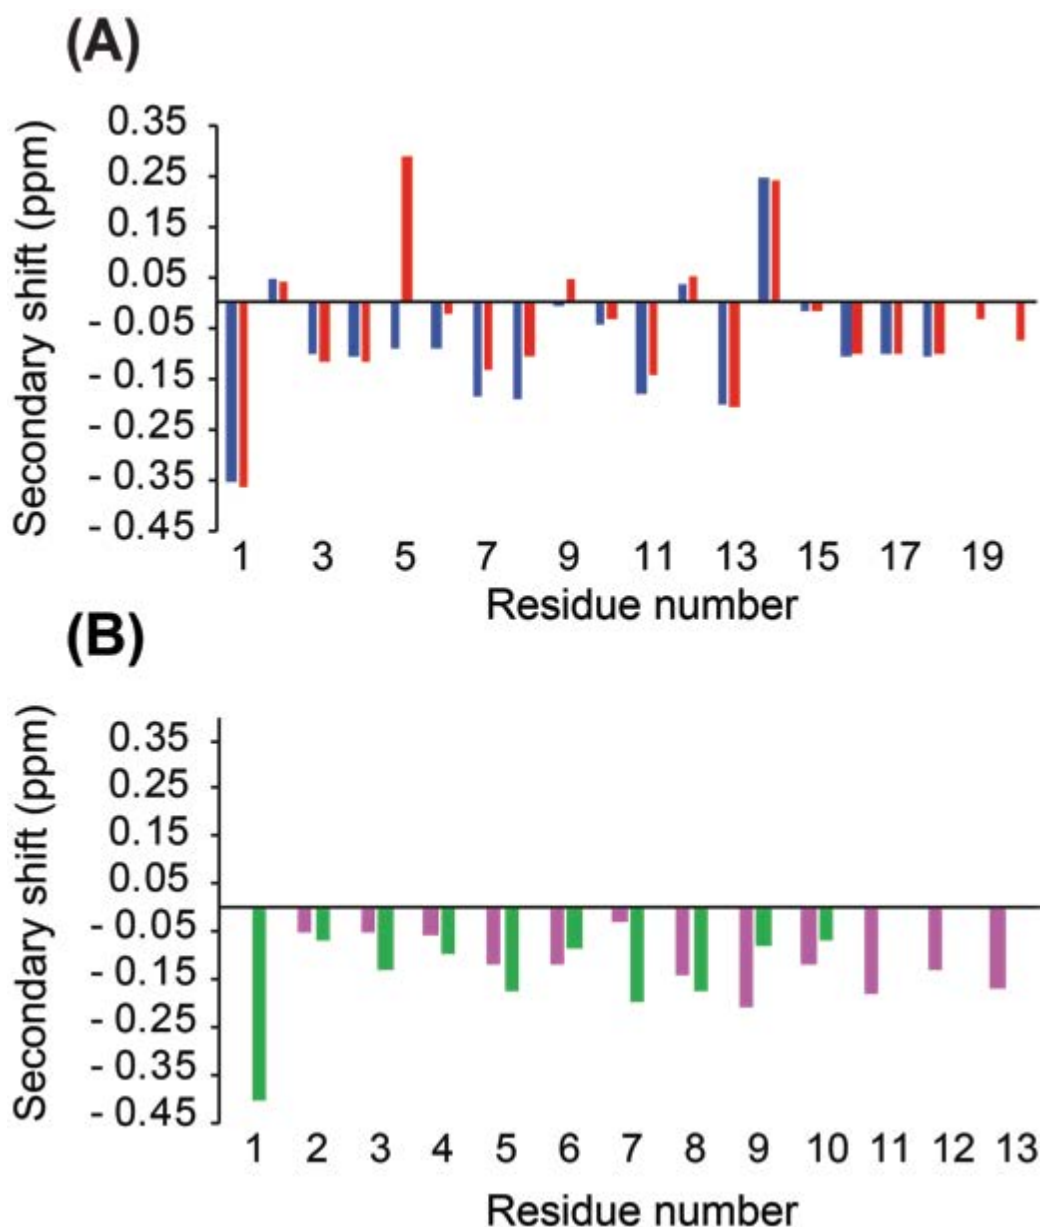 (A)
Secondary shift (ppm)
0.35
0.25
0.15
0.05
- 0.05
- 0.15
- 0.25
- 0.35
- 0.45
1 3 5 7 9 11 13 15 17 19
Residue number
(B)
Secondary shift (ppm)
0.35
0.25
0.15
0.05
- 0.05
- 0.15
- 0.25
- 0.35
- 0.45
1 2 3 4 5 6 7 8 9 10 11 12 13
Residue number